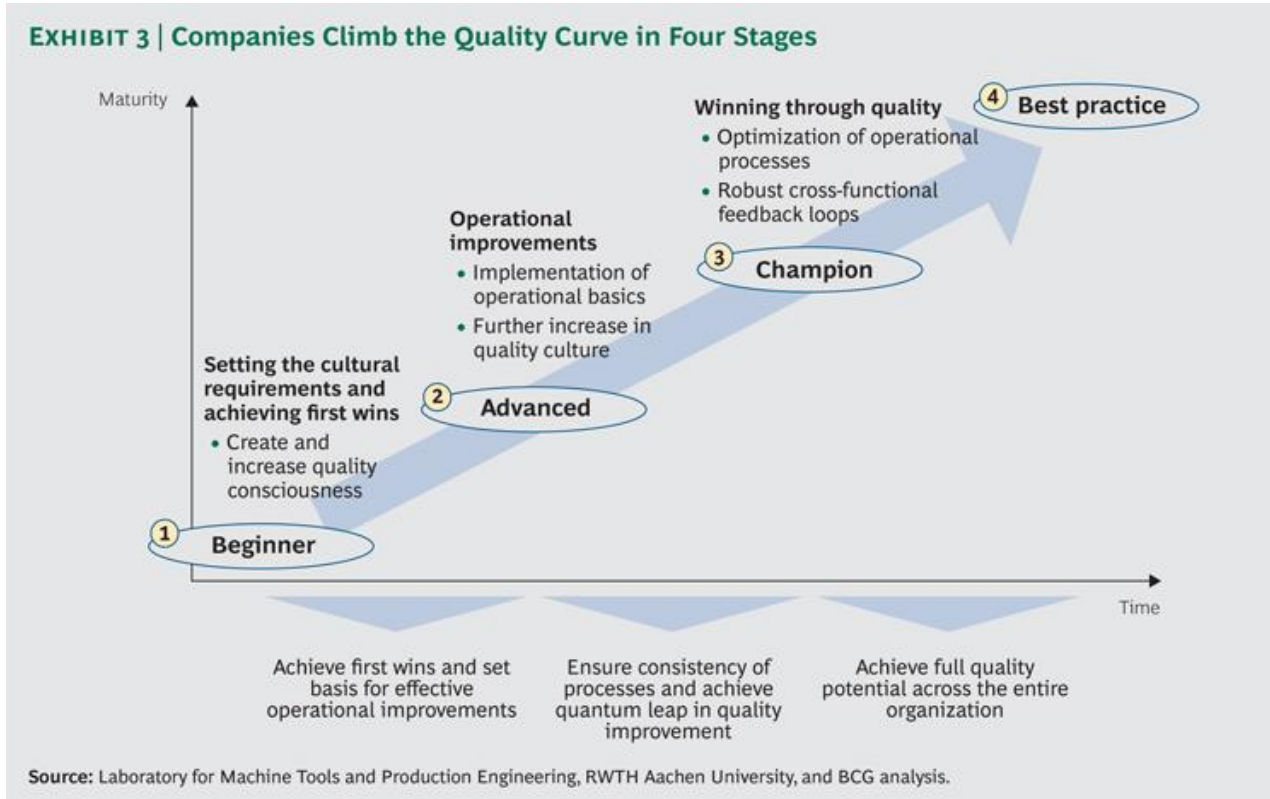 EXHIBIT 3 | Companies Climb the Quality Curve in Four Stages
Maturity
4 Best practice
Winning through quality
• Optimization of operational
processes
• Robust cross-functional
feedback loops
3 Champion
Operational
improvements
• Implementation of
operational basics
• Further increase in
quality culture
2 Advanced
Setting the cultural
requirements and
achieving first wins
• Create and
increase quality
consciousness
1 Beginner
Time
Achieve first wins and set
basis for effective
operational improvements
Ensure consistency of
processes and achieve
quantum leap in quality
improvement
Achieve full quality
potential across the entire
organization
Source: Laboratory for Machine Tools and Production Engineering, RWTH Aachen University, and BCG analysis.